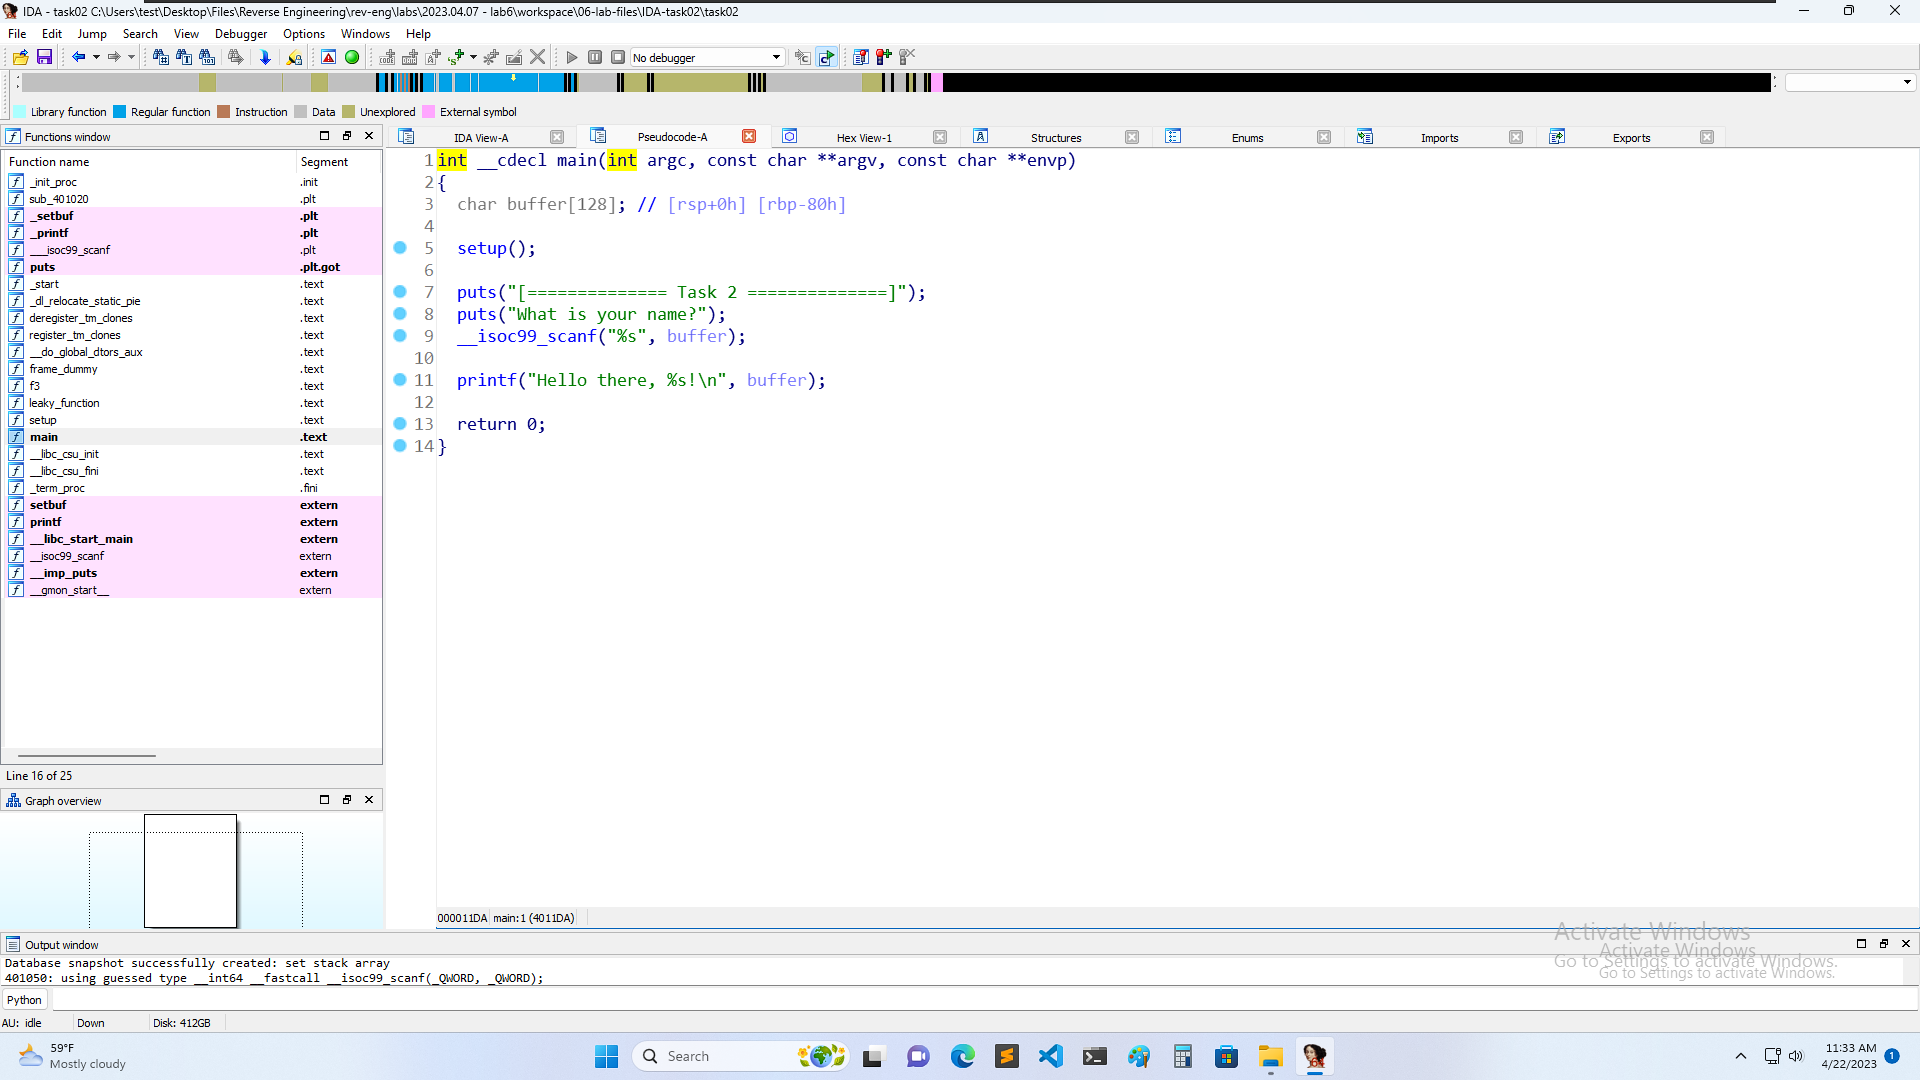 IDA - task02 C:\Users\test\Desktop\Files\Reverse Engineering\rev-eng\labs\2023.04.07 - lab6\workspace\06-lab-files\IDA-task02\task02
File Edit Jump Search View Debugger Options Windows Help
No debugger
Library function Regular function Instruction Data Unexplored External symbol
Functions window
Function name Segment
_init_proc .init
sub_401020 .plt
_setbuf .plt
_printf .plt
___isoc99_scanf .plt
puts .plt.got
_start .text
_dl_relocate_static_pie .text
deregister_tm_clones .text
register_tm_clones .text
__do_global_dtors_aux .text
frame_dummy .text
f3 .text
leaky_function .text
setup .text
main .text
__libc_csu_init .text
__libc_csu_fini .text
_term_proc .fini
setbuf extern
printf extern
__libc_start_main extern
__isoc99_scanf extern
__imp_puts extern
__gmon_start__ extern
Line 16 of 25
Graph overview
IDA View-A Pseudocode-A Hex View-1 Structures Enums Imports Exports
1 int __cdecl main(int argc, const char **argv, const char **envp)
2 {
3 char buffer[128]; // [rsp+0h] [rbp-80h]
4
5 setup();
6
7 puts("[============== Task 2 ==============]");
8 puts("What is your name?");
9 __isoc99_scanf("%s", buffer);
10
11 printf("Hello there, %s!\n", buffer);
12
13 return 0;
14 }
000011DA main:1 (4011DA)
Activate Windows
Go to Settings to activate Windows.
Activate Windows
Go to Settings to activate Windows.
Output window
Database snapshot successfully created: set stack array
401050: using guessed type __int64 __fastcall __isoc99_scanf(_QWORD, _QWORD);
Python
AU: idle Down Disk: 412GB
59°F
Mostly cloudy
Search
11:33 AM
4/22/2023
1